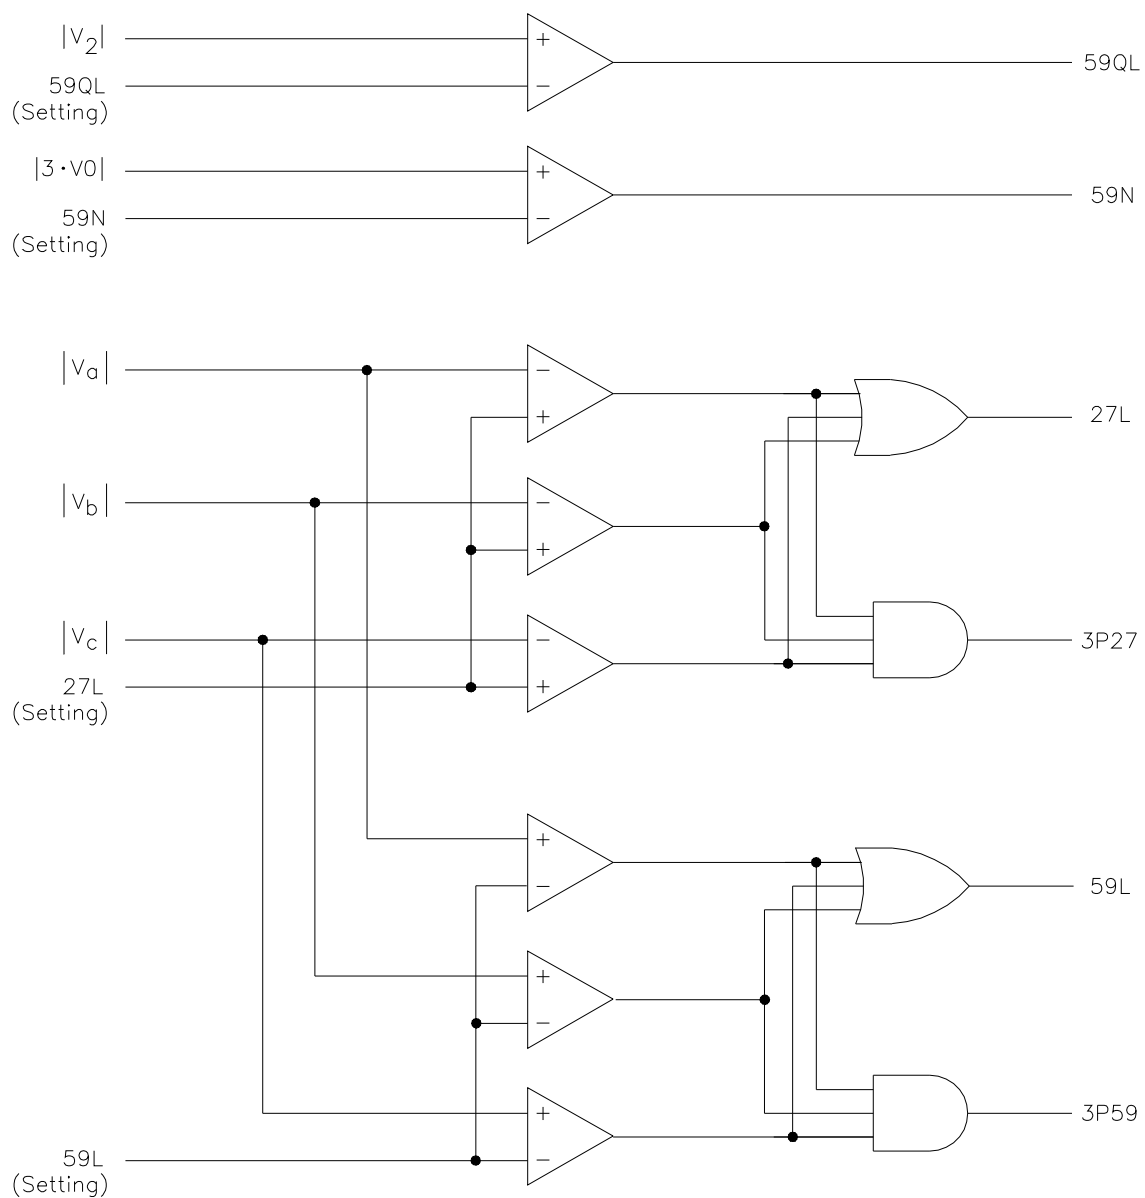 |V2|
59QL
59QL
(Setting)
|3·V0|
59N
59N
(Setting)
|Va|
27L
|Vb|
|Vc|
3P27
27L
(Setting)
59L
3P59
59L
(Setting)